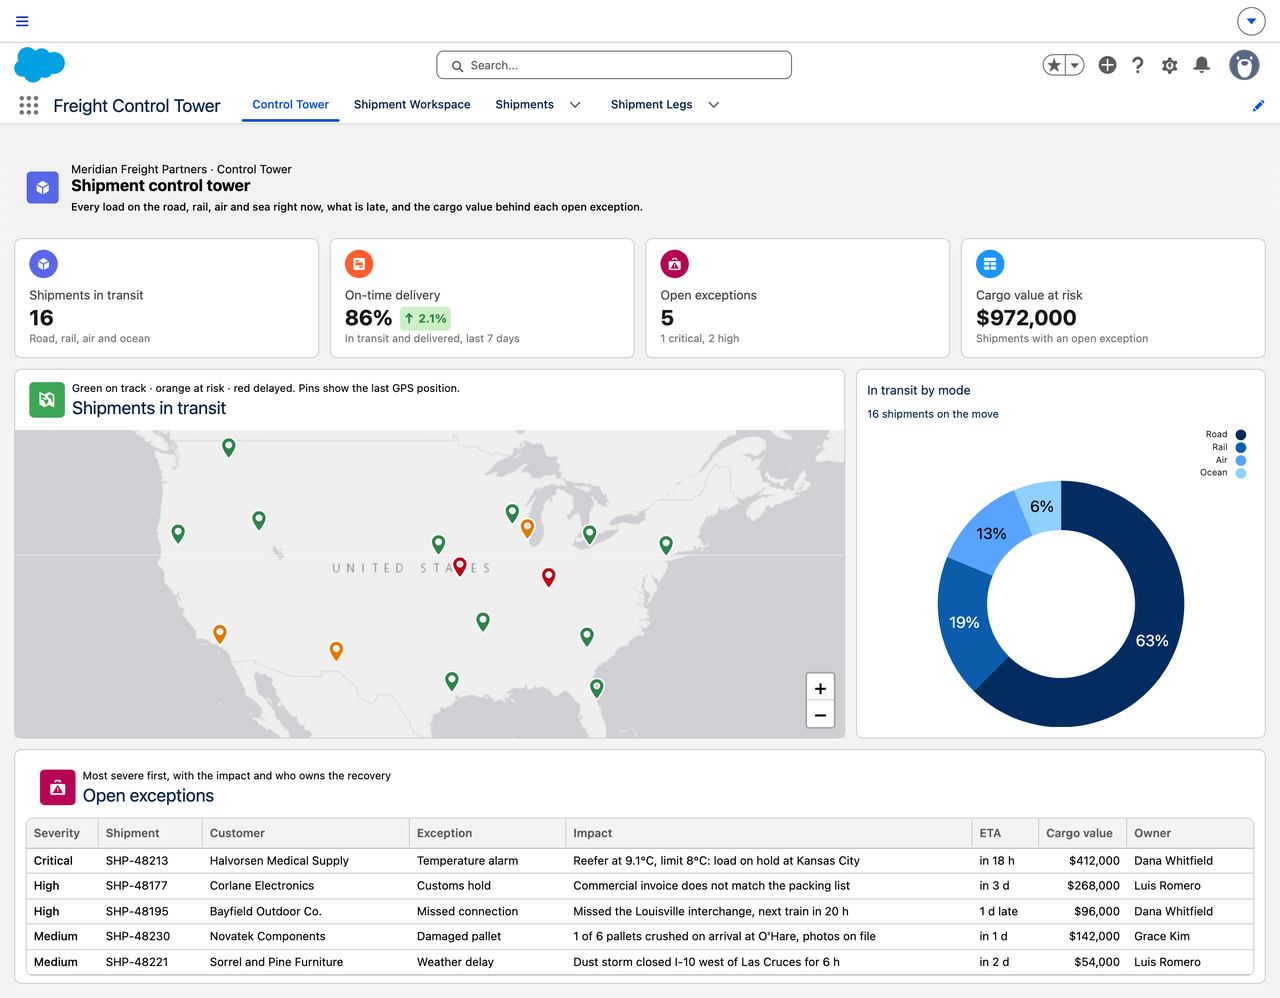 Search...
Freight Control Tower
Control Tower
Shipment Workspace
Shipments
Shipment Legs
Meridian Freight Partners · Control Tower
Shipment control tower
Every load on the road, rail, air and sea right now, what is late, and the cargo value behind each open exception.
Shipments in transit
16
Road, rail, air and ocean
On-time delivery
86% ↑ 2.1%
In transit and delivered, last 7 days
Open exceptions
5
1 critical, 2 high
Cargo value at risk
$972,000
Shipments with an open exception
Green on track · orange at risk · red delayed. Pins show the last GPS position.
Shipments in transit
UNITED STATES
+
−
In transit by mode
16 shipments on the move
Road
Rail
Air
Ocean
6%
13%
19%
63%
Most severe first, with the impact and who owns the recovery
Open exceptions
Severity Shipment Customer Exception Impact ETA Cargo value Owner
Critical SHP-48213 Halvorsen Medical Supply Temperature alarm Reefer at 9.1°C, limit 8°C: load on hold at Kansas City in 18 h $412,000 Dana Whitfield
High SHP-48177 Corlane Electronics Customs hold Commercial invoice does not match the packing list in 3 d $268,000 Luis Romero
High SHP-48195 Bayfield Outdoor Co. Missed connection Missed the Louisville interchange, next train in 20 h 1 d late $96,000 Dana Whitfield
Medium SHP-48230 Novatek Components Damaged pallet 1 of 6 pallets crushed on arrival at O'Hare, photos on file in 1 d $142,000 Grace Kim
Medium SHP-48221 Sorrel and Pine Furniture Weather delay Dust storm closed I-10 west of Las Cruces for 6 h in 2 d $54,000 Luis Romero